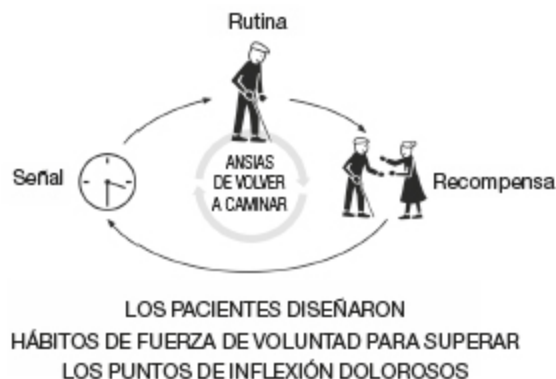 Rutina
Señal
ANSIAS
DE VOLVER
A CAMINAR
Recompensa
LOS PACIENTES DISEÑARON
HÁBITOS DE FUERZA DE VOLUNTAD PARA SUPERAR
LOS PUNTOS DE INFLEXIÓN DOLOROSOS